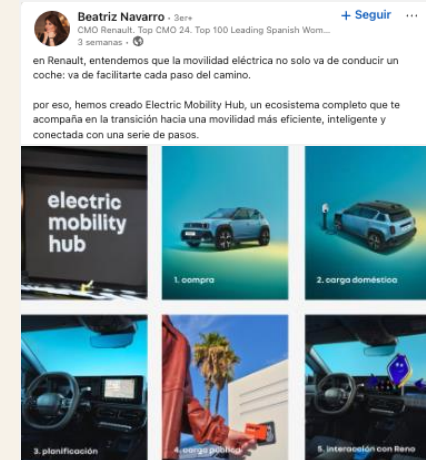 Beatriz Navarro • 3er+
+ Seguir ...
CMO Renault. Top CMO 24. Top 100 Leading Spanish Wom...
3 semanas •
en Renault, entendemos que la movilidad eléctrica no solo va de conducir un
coche: va de facilitarte cada paso del camino.
por eso, hemos creado Electric Mobility Hub, un ecosistema completo que te
acompaña en la transición hacia una movilidad más eficiente, inteligente y
conectada con una serie de pasos.
electric
mobility
hub
1. compra
2. carga doméstica
3. planificación
4. carga pública
5. interacción con Reno